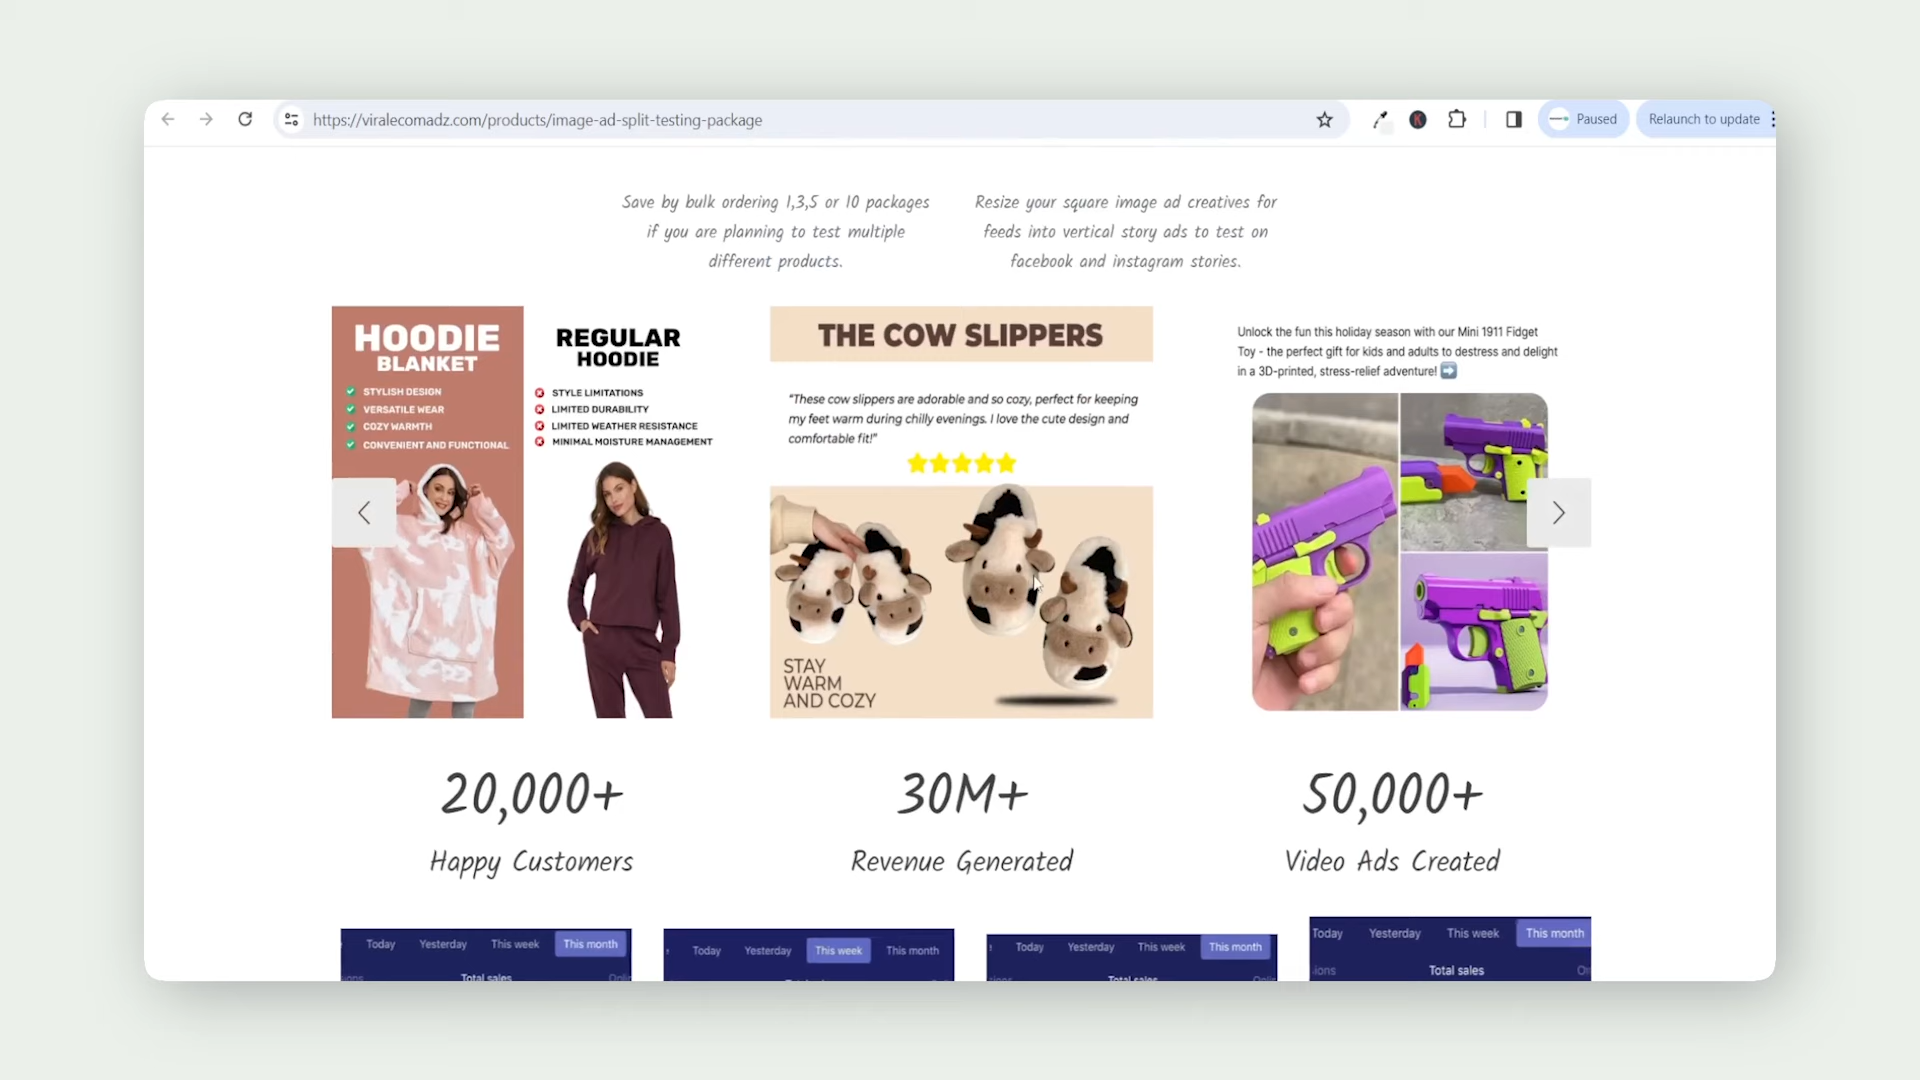 https://viralecomadz.com/products/image-ad-split-testing-package
Paused
Relaunch to update
Save by bulk ordering 1,3,5 or 10 packages
if you are planning to test multiple
different products.
Resize your square image ad creatives for
feeds into vertical story ads to test on
facebook and instagram stories.
HOODIE
BLANKET
STYLISH DESIGN
VERSATILE WEAR
COZY WARMTH
CONVENIENT AND FUNCTIONAL
REGULAR
HOODIE
STYLE LIMITATIONS
LIMITED DURABILITY
LIMITED WEATHER RESISTANCE
MINIMAL MOISTURE MANAGEMENT
THE COW SLIPPERS
"These cow slippers are adorable and so cozy, perfect for keeping
my feet warm during chilly evenings. I love the cute design and
comfortable fit!"
STAY
WARM
AND COZY
Unlock the fun this holiday season with our Mini 1911 Fidget
Toy - the perfect gift for kids and adults to destress and delight
in a 3D-printed, stress-relief adventure!
20,000+
Happy Customers
30M+
Revenue Generated
50,000+
Video Ads Created
Today Yesterday This week This month
Total sales
Today Yesterday This week This month
Today Yesterday This week This month
Total sales
Today Yesterday This week This month
Total sales